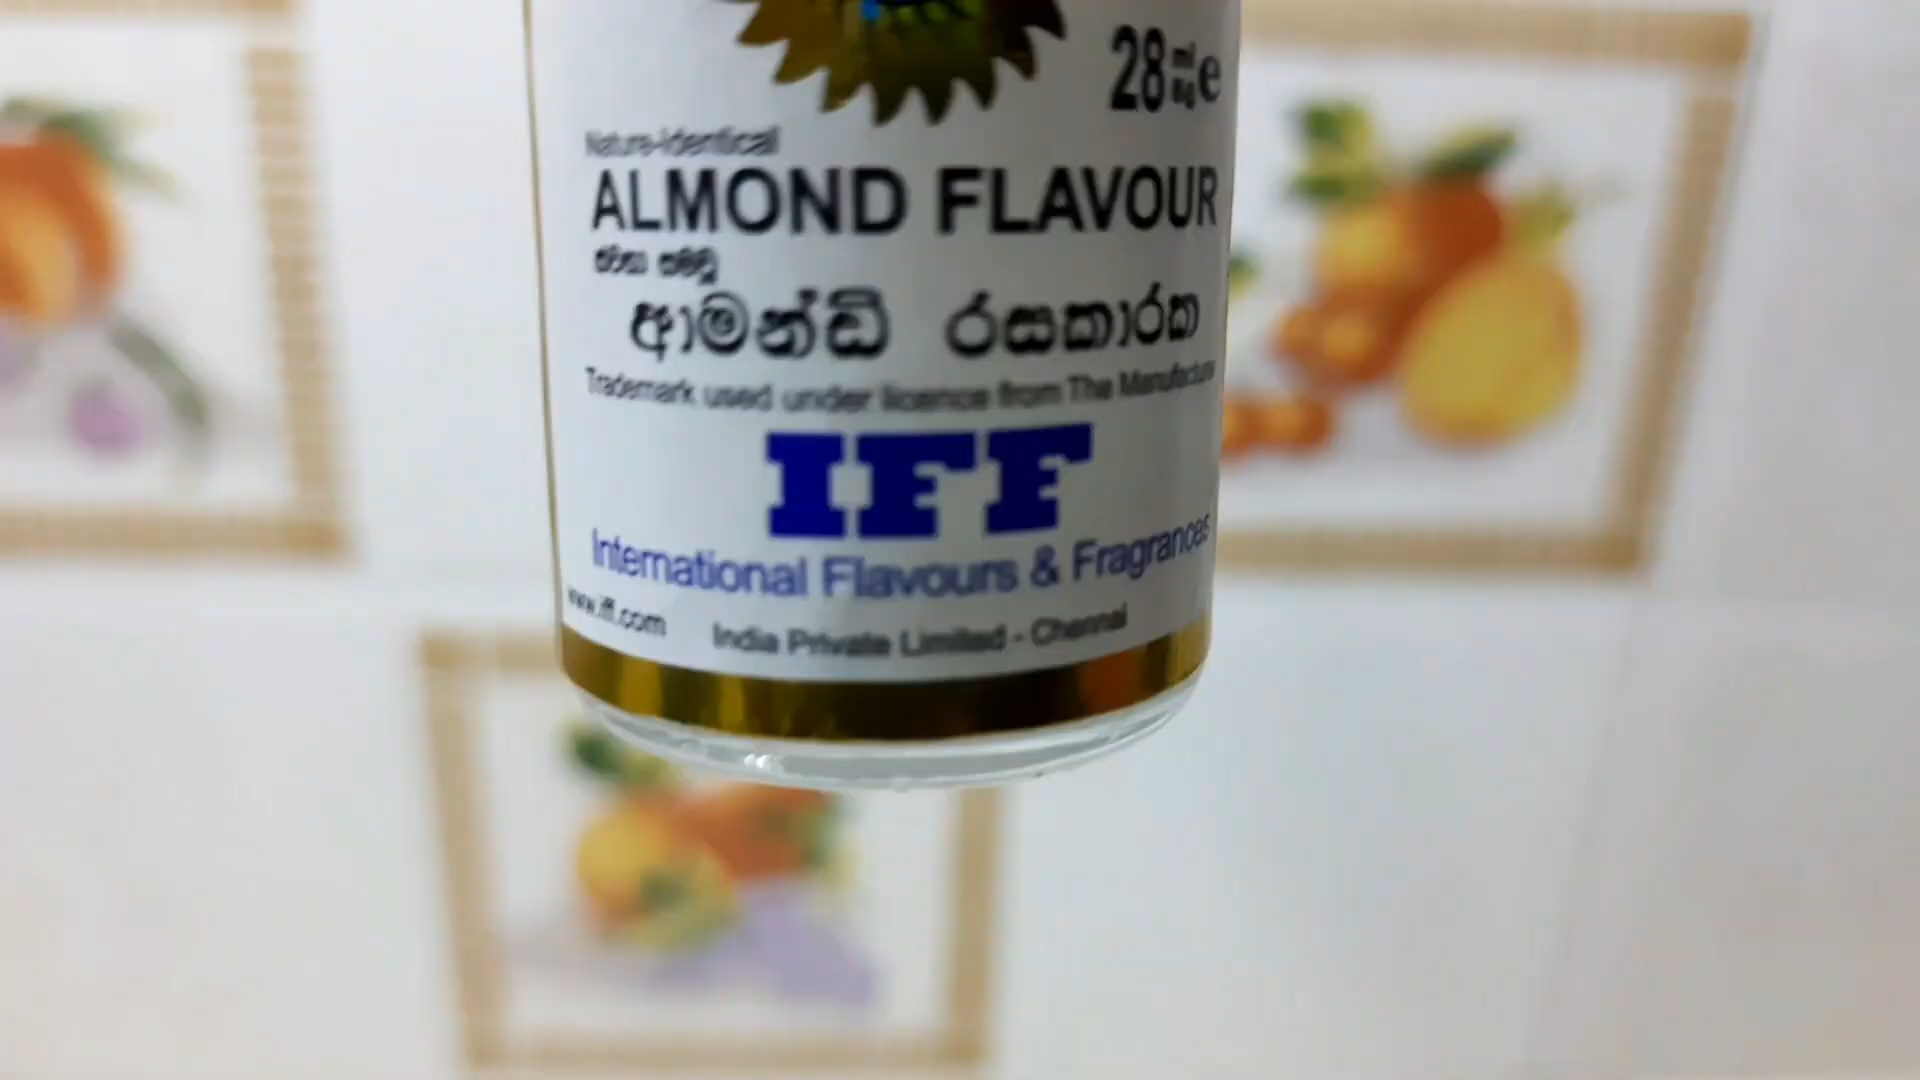 28 ml e
Nature-Identical
ALMOND FLAVOUR
ආමන්ඩ් රසකාරක
Trademark used under licence from The Manufacturer
IFF
International Flavours & Fragrances
www.iff.com
India Private Limited - Chennai